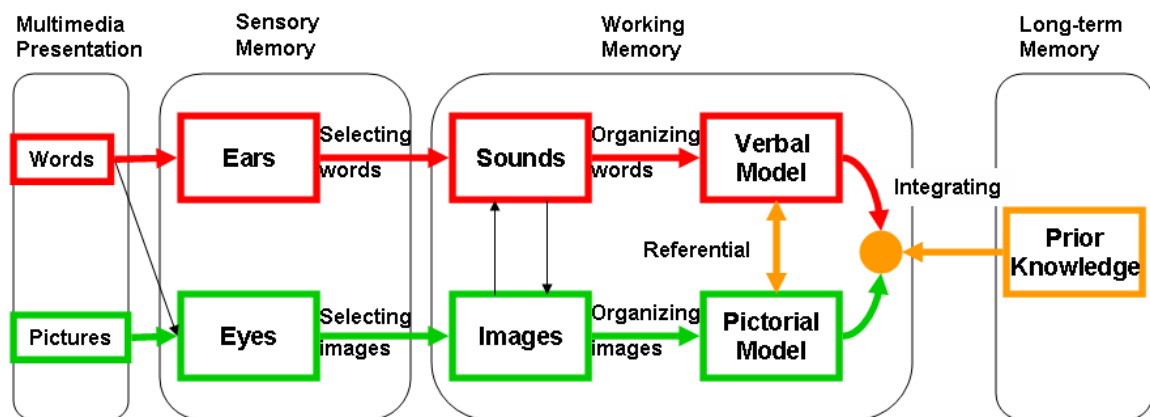 Multimedia
Presentation
Sensory
Memory
Working
Memory
Long-term
Memory
Words
Ears
Selecting
words
Sounds
Organizing
words
Verbal
Model
Integrating
Referential
Prior
Knowledge
Pictures
Eyes
Selecting
images
Images
Organizing
images
Pictorial
Model